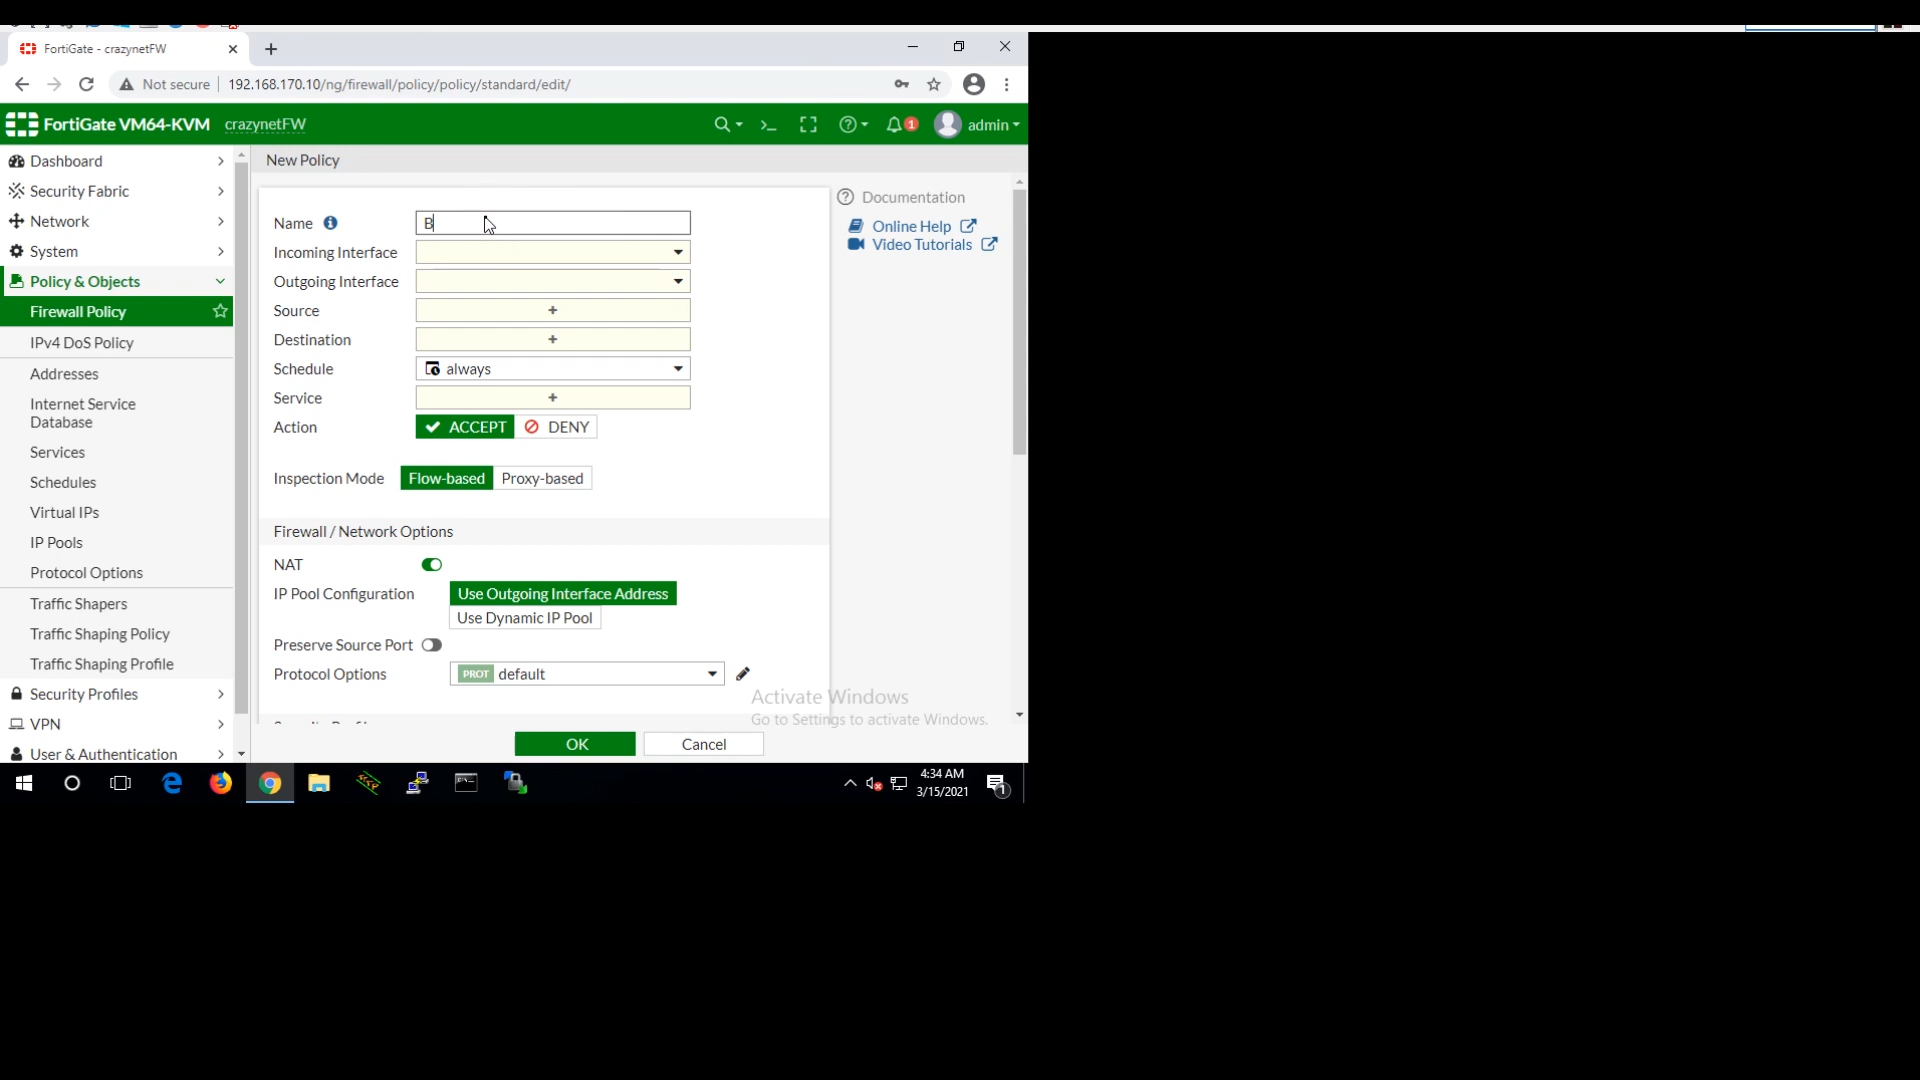 FortiGate - crazynetFW
Not secure
192.168.170.10/ng/firewall/policy/policy/standard/edit/
FortiGate VM64-KVM crazynetFW
1
admin
Dashboard
Security Fabric
Network
System
Policy & Objects
Firewall Policy
IPv4 DoS Policy
Addresses
Internet Service
Database
Services
Schedules
Virtual IPs
IP Pools
Protocol Options
Traffic Shapers
Traffic Shaping Policy
Traffic Shaping Profile
Security Profiles
VPN
User & Authentication
New Policy
Name B
Incoming Interface
Outgoing Interface
Source +
Destination +
Schedule always
Service +
Action ACCEPT DENY
Inspection Mode Flow-based Proxy-based
Firewall / Network Options
NAT
IP Pool Configuration Use Outgoing Interface Address
Use Dynamic IP Pool
Preserve Source Port
Protocol Options PROT default
OK Cancel
Documentation
Online Help
Video Tutorials
Activate Windows
Go to Settings to activate Windows.
4:34 AM
3/15/2021
1